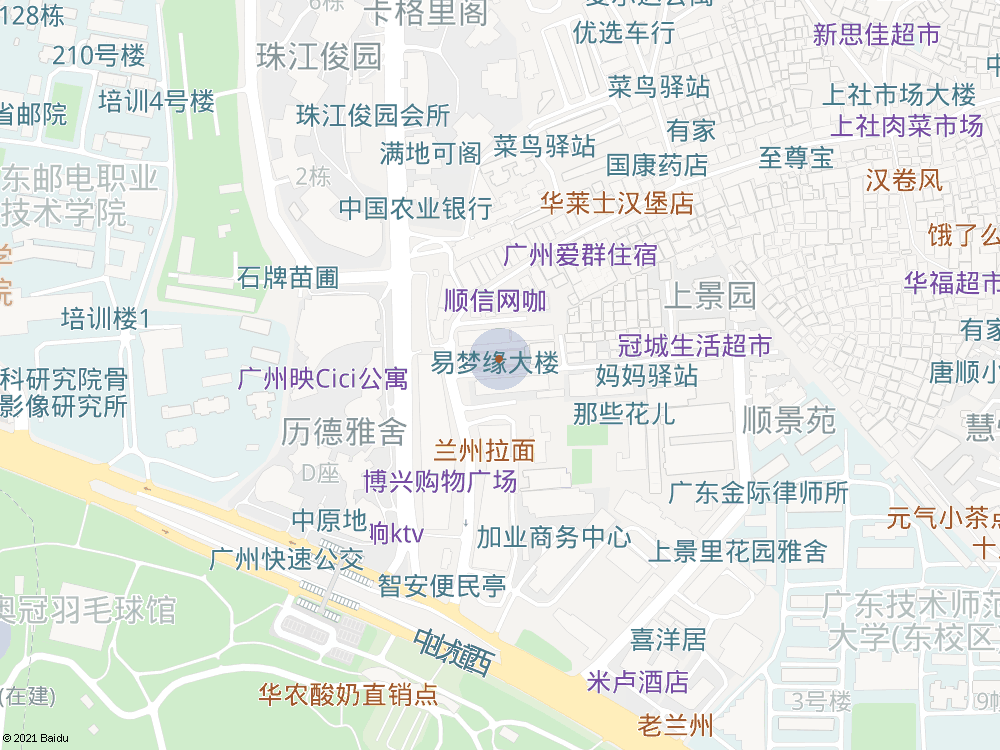 6栋
卡格里阁
128栋
210号楼
珠江俊园
优选车行
新思佳超市
培训4号楼
菜鸟驿站
上社市场大楼
省邮院
珠江俊园会所
有家
上社肉菜市场
满地可阁
菜鸟驿站
国康药店
至尊宝
东邮电职业
技术学院
2栋
汉卷风
中国农业银行
华莱士汉堡店
饿了么
广州爱群住宿
石牌苗圃
华福超市
院
顺信网咖
上景园
培训楼1
有家
冠城生活超市
易梦缘大楼
妈妈驿站
唐顺小
科研究院骨
影像研究所
广州映Cici公寓
那些花儿
顺景苑
历德雅舍
兰州拉面
D座
博兴购物广场
广东金际律师所
元气小茶点
中原地
响ktv
加业商务中心
上景里花园雅舍
广州快速公交
智安便民亭
奥冠羽毛球馆
广东技术师范
大学(东校区
喜洋居
中山大道西
米卢酒店
(在建)
华农酸奶直销点
3号楼
老兰州
© 2021 Baidu